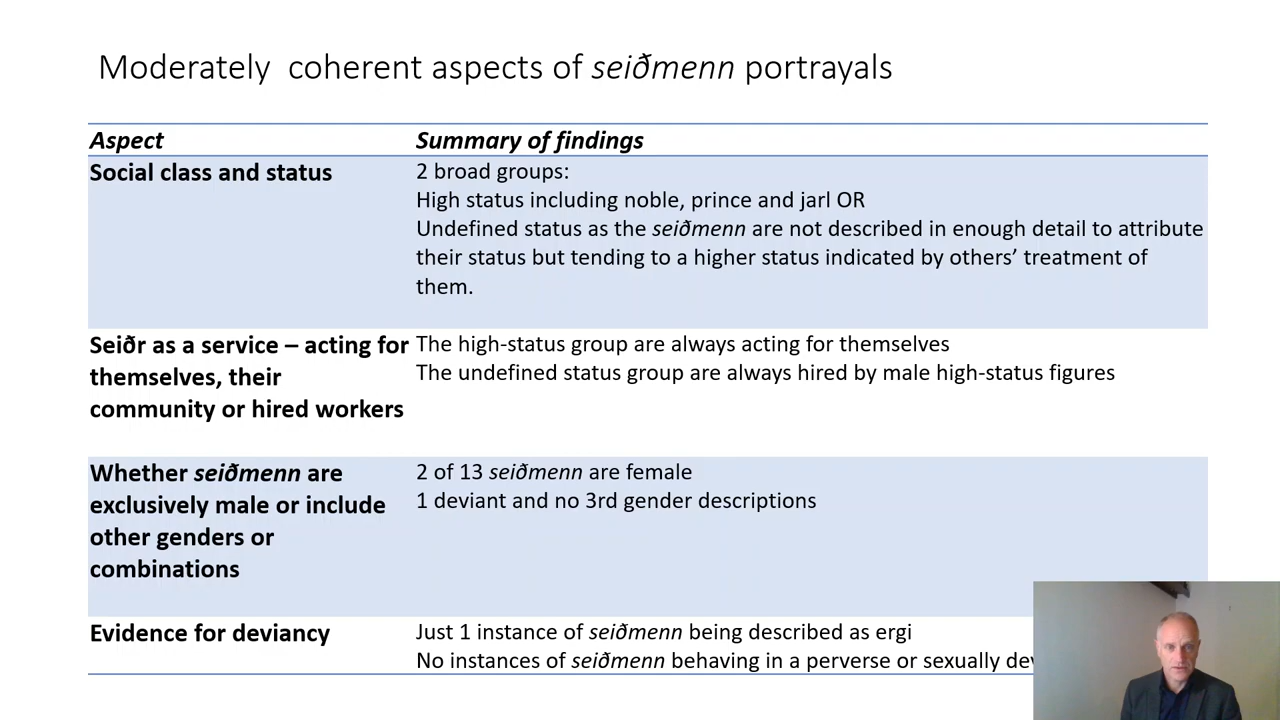 Moderately  coherent aspects of seiðmenn portrayals
Aspect
Summary of findings
Social class and status
2 broad groups:
High status including noble, prince and jarl OR
Undefined status as the seiðmenn are not described in enough detail to attribute
their status but tending to a higher status indicated by others’ treatment of
them.
Seiðr as a service – acting for
themselves, their
community or hired workers
The high-status group are always acting for themselves
The undefined status group are always hired by male high-status figures
Whether seiðmenn are
exclusively male or include
other genders or
combinations
2 of 13 seiðmenn are female
1 deviant and no 3rd gender descriptions
Evidence for deviancy
Just 1 instance of seiðmenn being described as ergi
No instances of seiðmenn behaving in a perverse or sexually